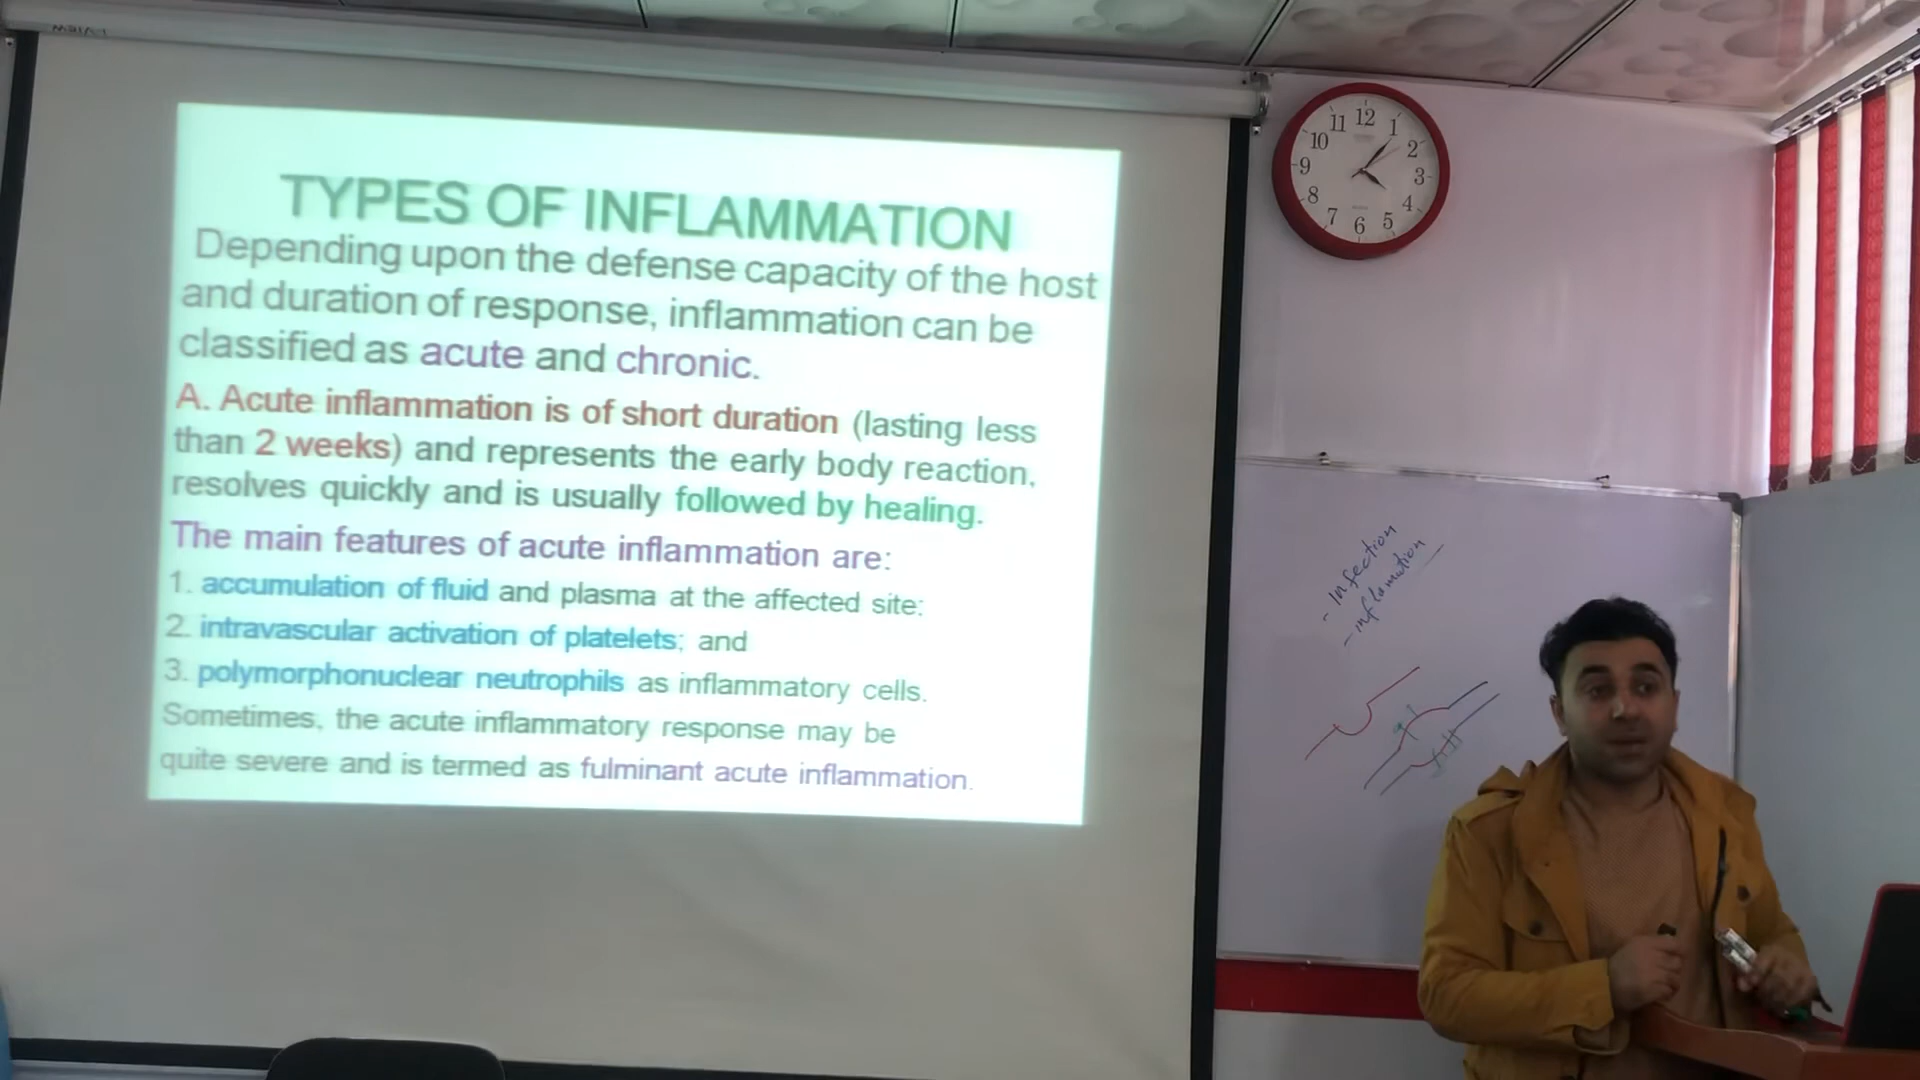 TYPES OF INFLAMMATION
Depending upon the defense capacity of the host
and duration of response, inflammation can be
classified as acute and chronic.
A. Acute inflammation is of short duration (lasting less
than 2 weeks) and represents the early body reaction,
resolves quickly and is usually followed by healing.
The main features of acute inflammation are:
1. accumulation of fluid and plasma at the affected site;
2. intravascular activation of platelets; and
3. polymorphonuclear neutrophils as inflammatory cells.
Sometimes, the acute inflammatory response may be
quite severe and is termed as fulminant acute inflammation.
12
1
2
3
4
5
6
7
8
9
10
11
- Infection
- inflamation